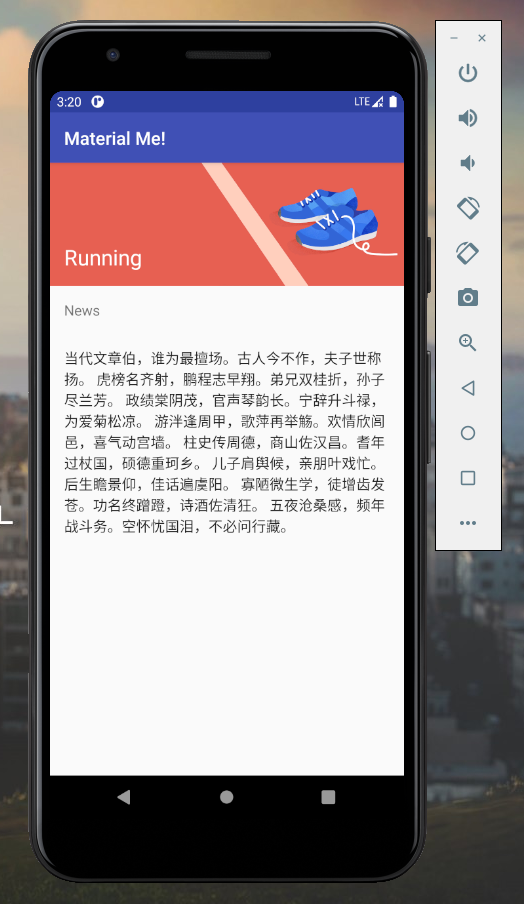 3:20 LTE
Material Me!
Running
News
当代文章伯，谁为最擅场。古人今不作，夫子世称
扬。 虎榜名齐射，鹏程志早翔。弟兄双桂折，孙子
尽兰芳。 政绩棠阴茂，官声琴韵长。宁辞升斗禄，
为爱菊松凉。 游泮逢周甲，歌萍再举觞。欢情欣闾
邑，喜气动宫墙。 柱史传周德，商山佐汉昌。耆年
过杖国，硕德重珂乡。 儿子肩舆候，亲朋叶戏忙。
后生瞻景仰，佳话遍虞阳。 寡陋微生学，徒增齿发
苍。功名终蹭蹬，诗酒佐清狂。 五夜沧桑感，频年
战斗务。空怀忧国泪，不必问行藏。